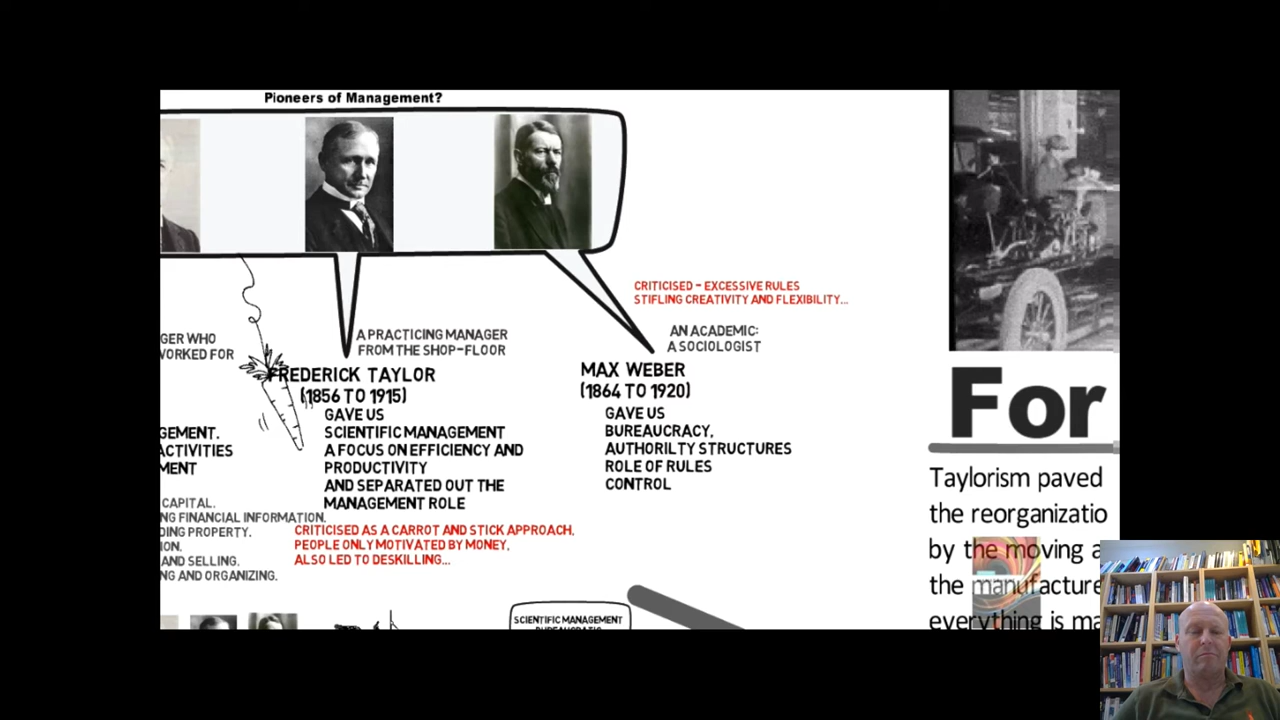 Pioneers of Management?
CRITICISED - EXCESSIVE RULES
STIFLING CREATIVITY AND FLEXIBILITY...
GER WHO
WORKED FOR
A PRACTICING MANAGER
FROM THE SHOP-FLOOR
AN ACADEMIC:
A SOCIOLOGIST
FREDERICK TAYLOR
(1856 TO 1915)
GAVE US
SCIENTIFIC MANAGEMENT
A FOCUS ON EFFICIENCY AND
PRODUCTIVITY
AND SEPARATED OUT THE
MANAGEMENT ROLE
MAX WEBER
(1864 TO 1920)
GAVE US
BUREAUCRACY,
AUTHORILTY STRUCTURES
ROLE OF RULES
CONTROL
GEMENT.
ACTIVITIES
MENT
CAPITAL.
NG FINANCIAL INFORMATION.
DING PROPERTY.
ION.
AND SELLING.
NG AND ORGANIZING.
CRITICISED AS A CARROT AND STICK APPROACH,
PEOPLE ONLY MOTIVATED BY MONEY,
ALSO LED TO DESKILLING...
SCIENTIFIC MANAGEMENT
For
Taylorism paved
the reorganizatio
by the moving a
the manufacture
everything is ma